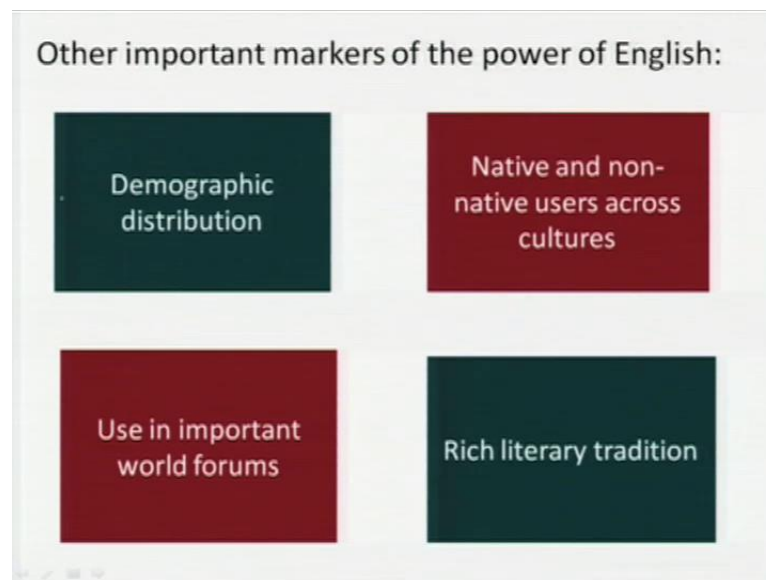 Other important markers of the power of English:
Demographic
distribution
Native and non-
native users across
cultures
Use in important
world forums
Rich literary tradition